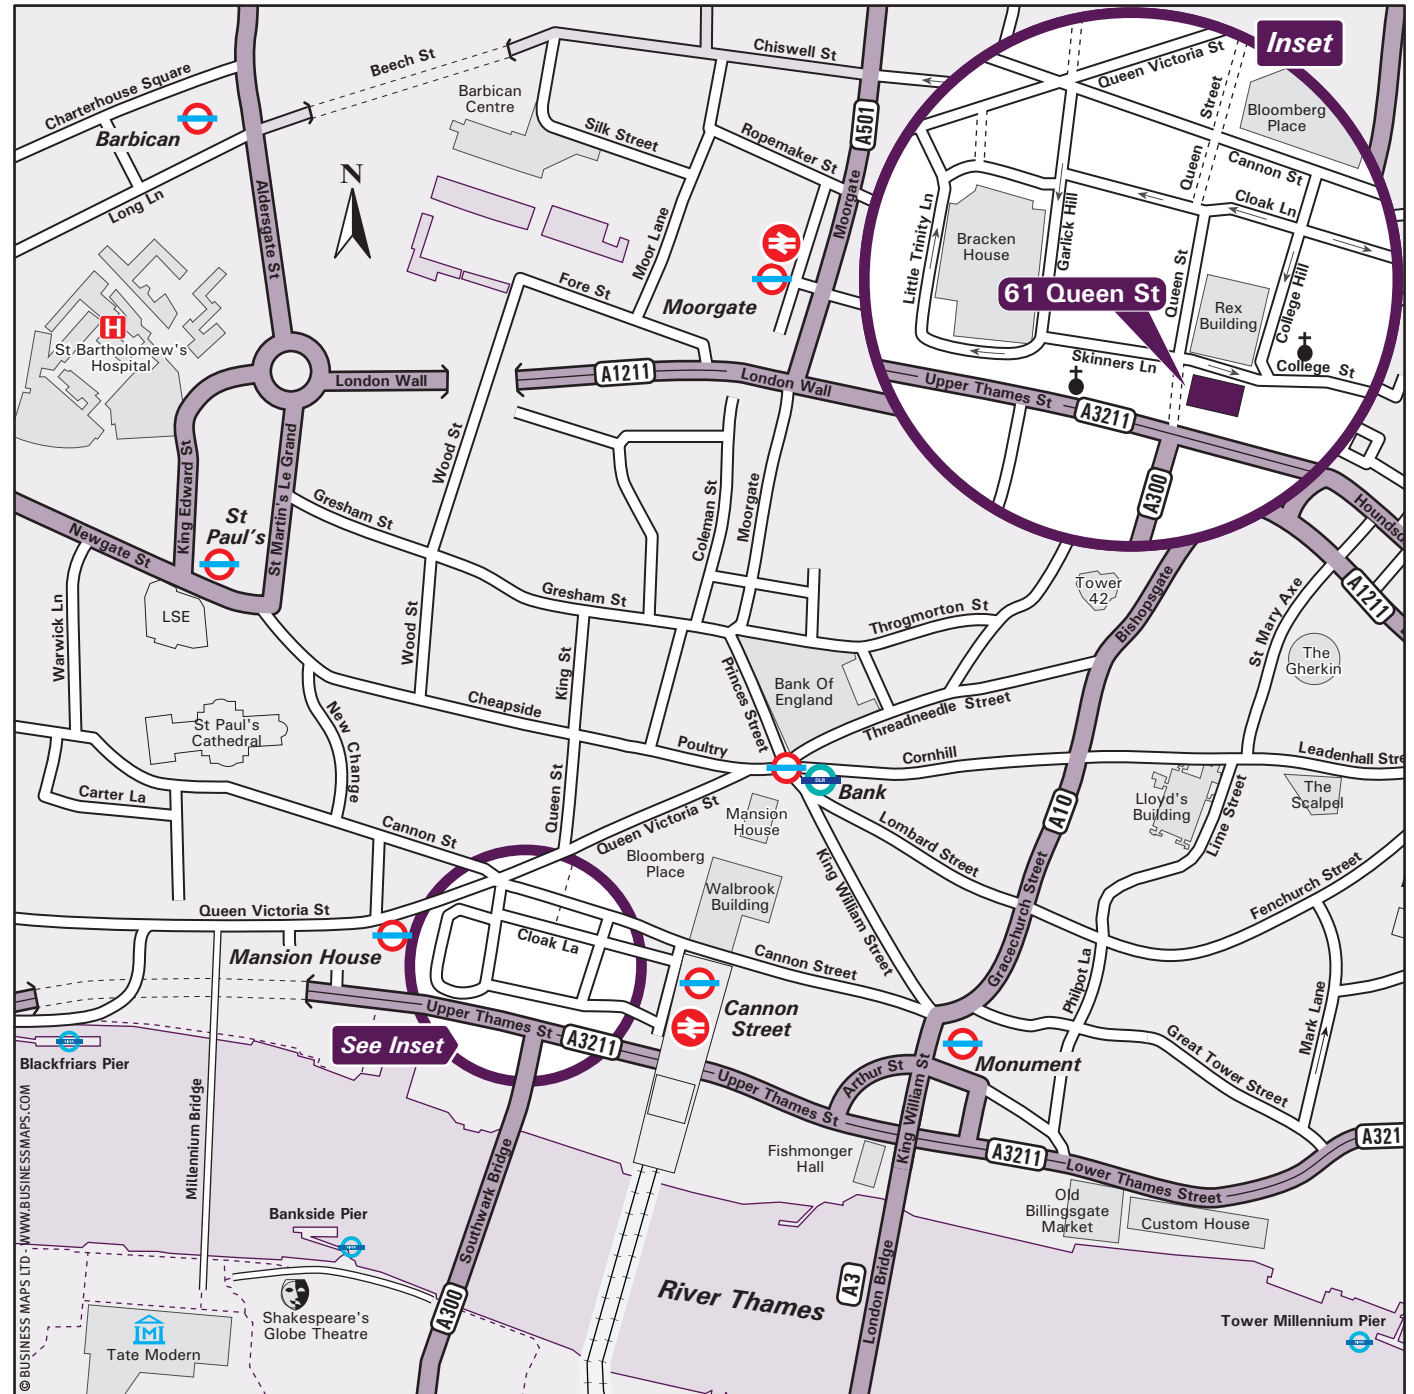 Inset
Queen Victoria St
Street
Queen
Bloomberg
Place
Cannon St
Cloak Ln
Little Trinity Ln
Bracken
House
Garlick Hill
61 Queen St
Queen St
Rex
Building
College Hill
College St
Skinners Ln
Upper Thames St
A3211
A300
Charterhouse Square
Beech St
Chiswell St
A501
Barbican
Long Ln
Barbican
Centre
Silk Street
Ropemaker St
Aldersgate St
N
Moor Lane
Moorgate
Fore St
Moorgate
H
St Bartholomew's
Hospital
London Wall
A1211
London Wall
King Edward St
St Martin's Le Grand
Wood St
Gresham St
Coleman St
Moorgate
Newgate St
St
Paul's
LSE
Warwick Ln
Wood St
Gresham St
King St
Princes Street
Throgmorton St
Tower
42
Bishopsgate
Hounsd
A1211
St Mary Axe
The
Gherkin
Bank Of
England
Threadneedle Street
St Paul's
Cathedral
New Change
Cheapside
Poultry
Cornhill
Leadenhall Stre
Queen St
DLR
Bank
Carter La
Cannon St
Queen Victoria St
Mansion
House
Lombard Street
A10
Lloyd's
Building
Lime Street
The
Scalpel
Bloomberg
Place
Walbrook
Building
King William Street
Gracechurch Street
Fenchurch Street
Queen Victoria St
Mansion House
Cloak La
Cannon Street
Cannon
Street
Philpot La
Mark Lane
Upper Thames St
A3211
See Inset
Monument
Great Tower Street
Blackfriars Pier
Millennium Bridge
Upper Thames St
Arthur St
King William St
A3211
Lower Thames Street
A321
Fishmonger
Hall
Old
Billingsgate
Market
Custom House
Southwark Bridge
Bankside Pier
A300
Shakespeare's
Globe Theatre
M
Tate Modern
River Thames
A3
London Bridge
Tower Millennium Pier
© BUSINESS MAPS LTD - WWW.BUSINESSMAPS.COM